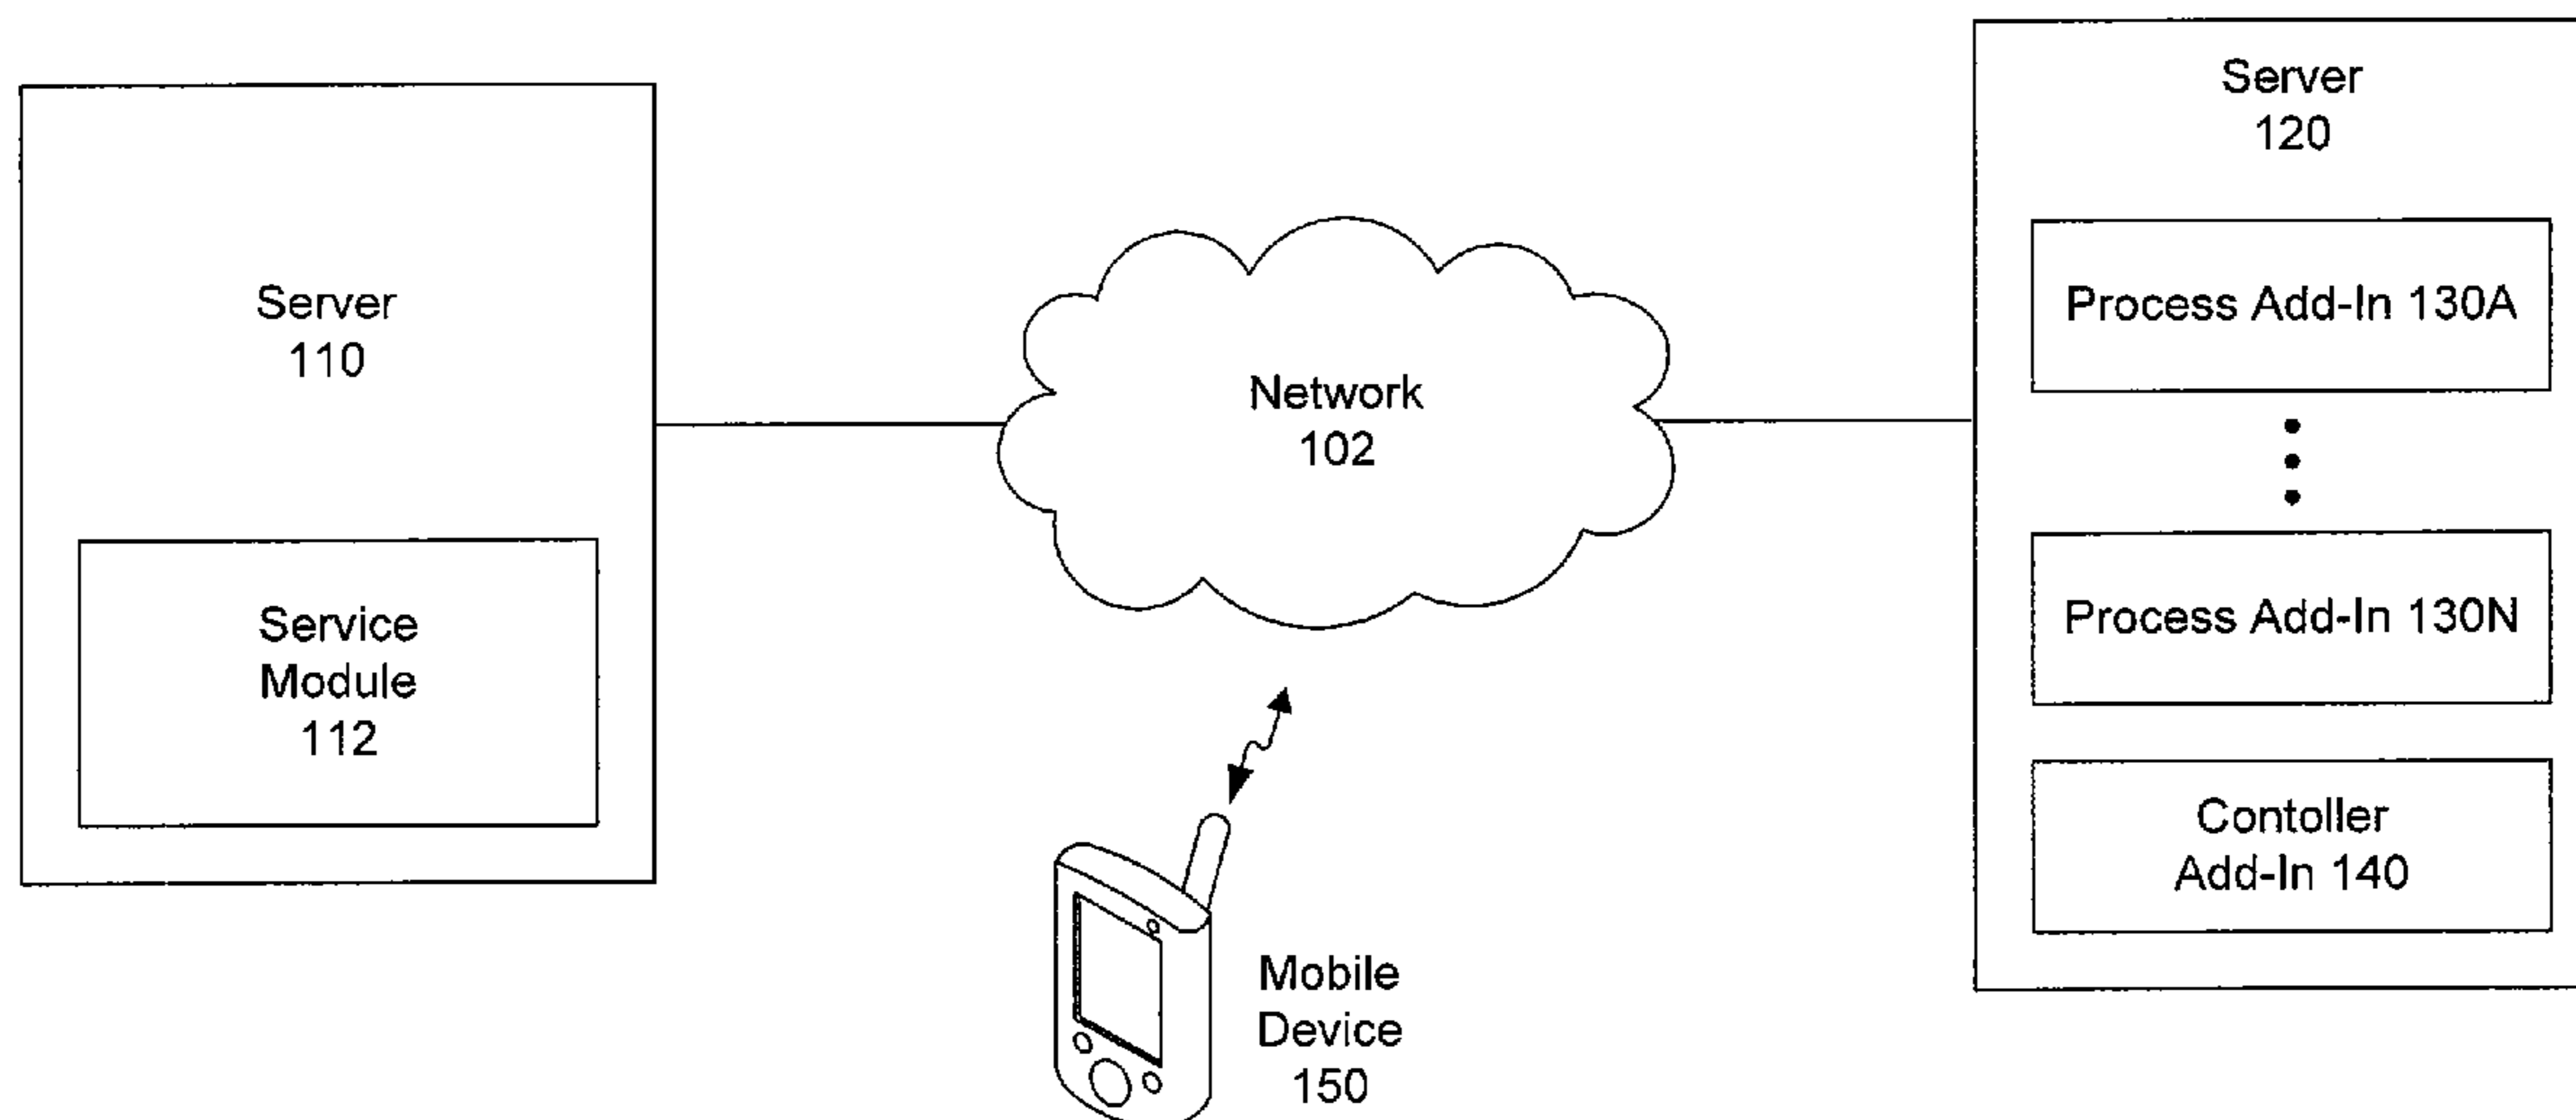 Server
110
Service
Module
112
Network
102
Mobile
Device
150
Server
120
Process Add-In 130A
Process Add-In 130N
Contoller
Add-In 140